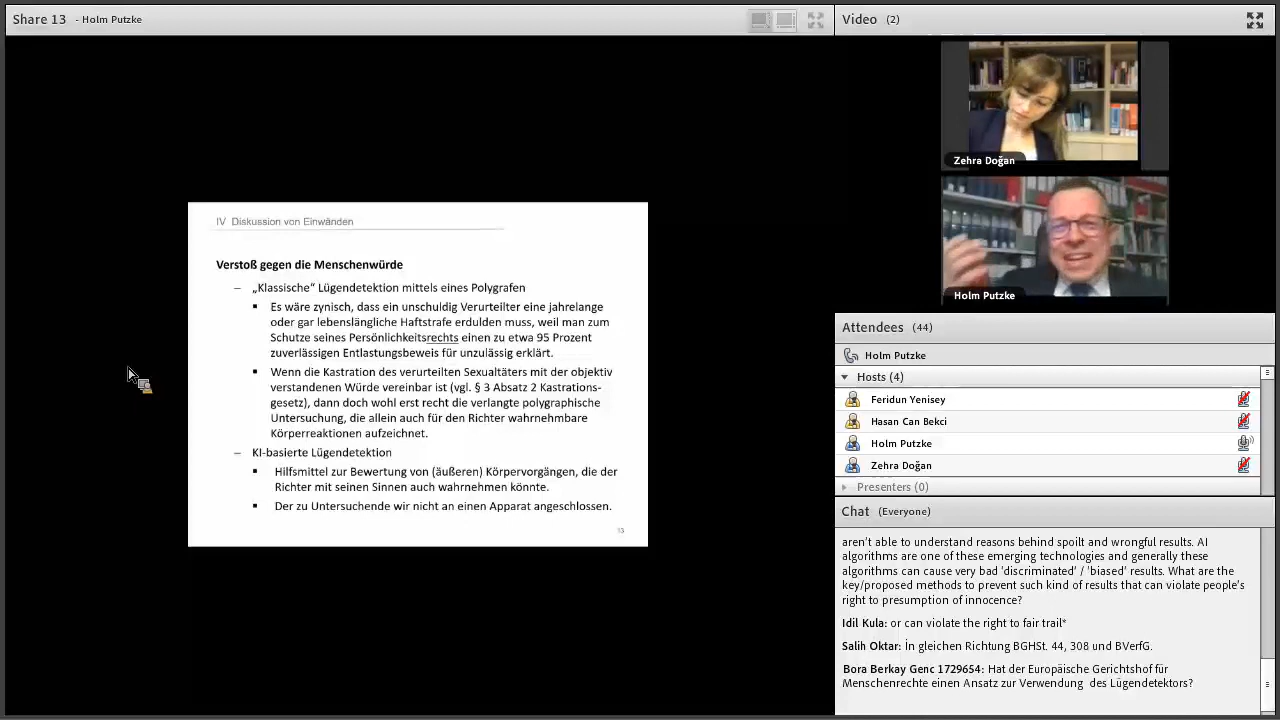 Share 13 - Holm Putzke
IV Diskussion von Einwänden
Verstoß gegen die Menschenwürde
– „Klassische“ Lügendetektion mittels eines Polygrafen
▪ Es wäre zynisch, dass ein unschuldig Verurteilter eine jahrelange
oder gar lebenslängliche Haftstrafe erdulden muss, weil man zum
Schutze seines Persönlichkeitsrechts einen zu etwa 95 Prozent
zuverlässigen Entlastungsbeweis für unzulässig erklärt.
▪ Wenn die Kastration des verurteilten Sexualtäters mit der objektiv
verstandenen Würde vereinbar ist (vgl. § 3 Absatz 2 Kastrations-
gesetz), dann doch wohl erst recht die verlangte polygraphische
Untersuchung, die allein auch für den Richter wahrnehmbare
Körperreaktionen aufzeichnet.
– KI-basierte Lügendetektion
▪ Hilfsmittel zur Bewertung von (äußeren) Körpervorgängen, die der
Richter mit seinen Sinnen auch wahrnehmen könnte.
▪ Der zu Untersuchende wir nicht an einen Apparat angeschlossen.
13
Video (2)
Zehra Doğan
Holm Putzke
Attendees (44)
Holm Putzke
Hosts (4)
Feridun Yenisey
Hasan Can Bekci
Holm Putzke
Zehra Doğan
Presenters (0)
Chat (Everyone)
aren't able to understand reasons behind spoilt and wrongful results. AI
algorithms are one of these emerging technologies and generally these
algorithms can cause very bad 'discriminated' / 'biased' results. What are the
key/proposed methods to prevent such kind of results that can violate people's
right to presumption of innocence?
Idil Kula: or can violate the right to fair trail*
Salih Oktar: İn gleichen Richtung BGHSt. 44, 308 und BVerfG.
Bora Berkay Genc 1729654: Hat der Europäische Gerichtshof für
Menschenrechte einen Ansatz zur Verwendung des Lügendetektors?